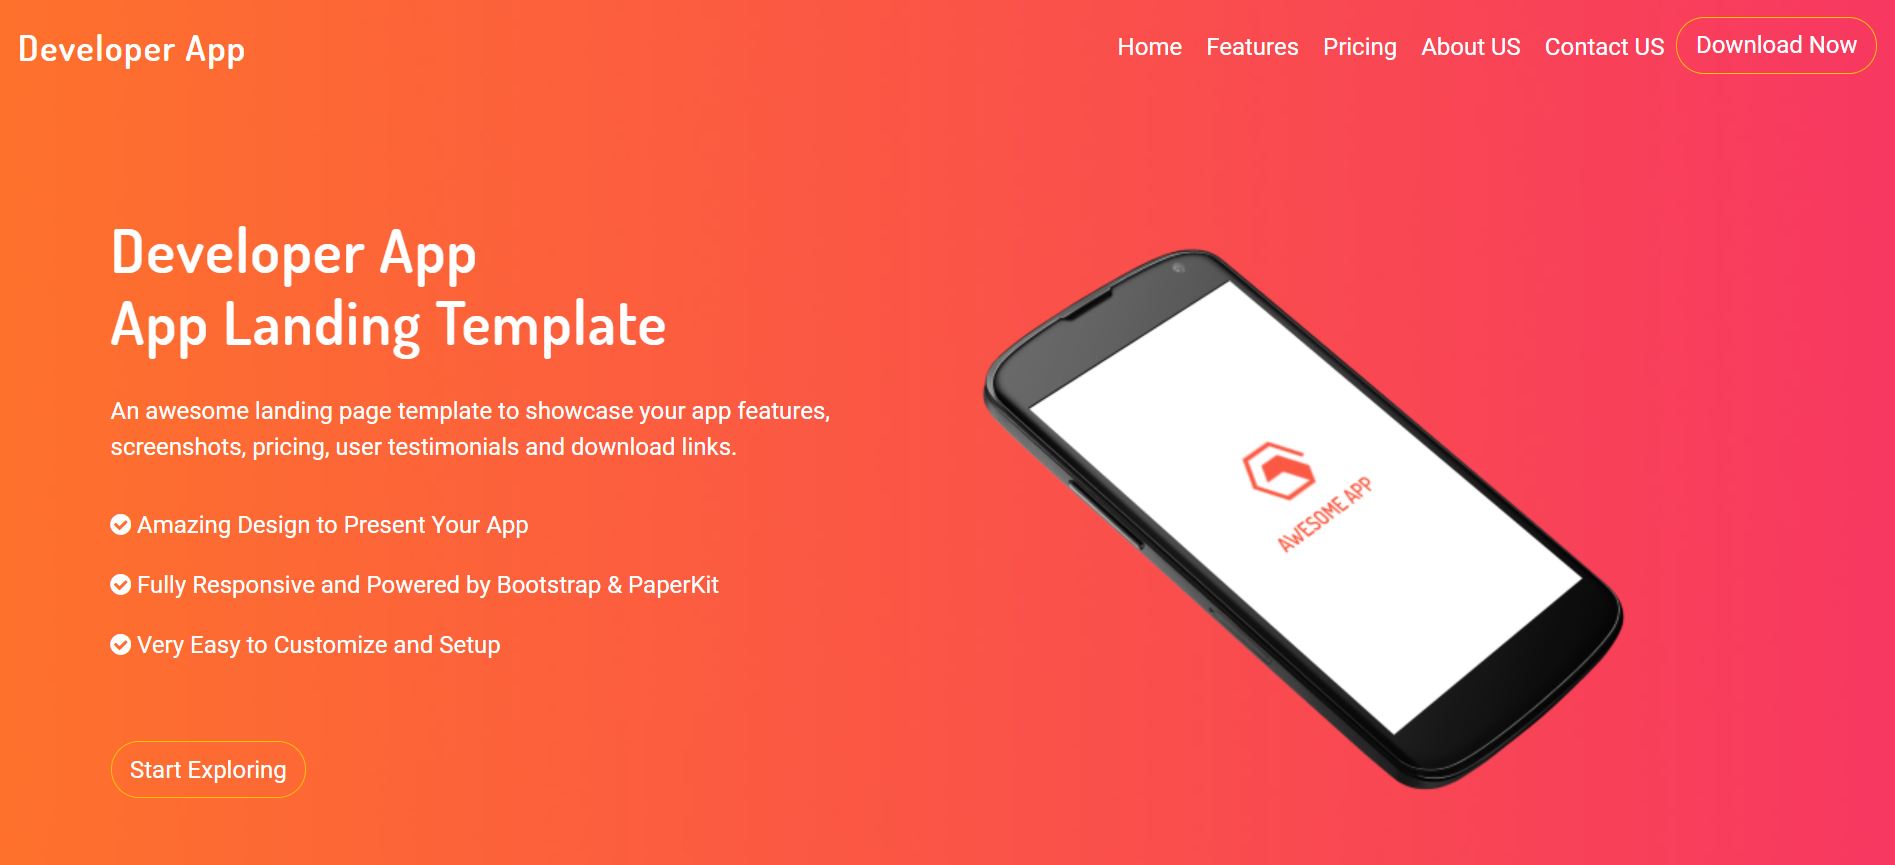 Developer App
Home Features Pricing About US Contact US Download Now
Developer App
App Landing Template
An awesome landing page template to showcase your app features,
screenshots, pricing, user testimonials and download links.
Amazing Design to Present Your App
Fully Responsive and Powered by Bootstrap & PaperKit
Very Easy to Customize and Setup
Start Exploring
AWESOME APP